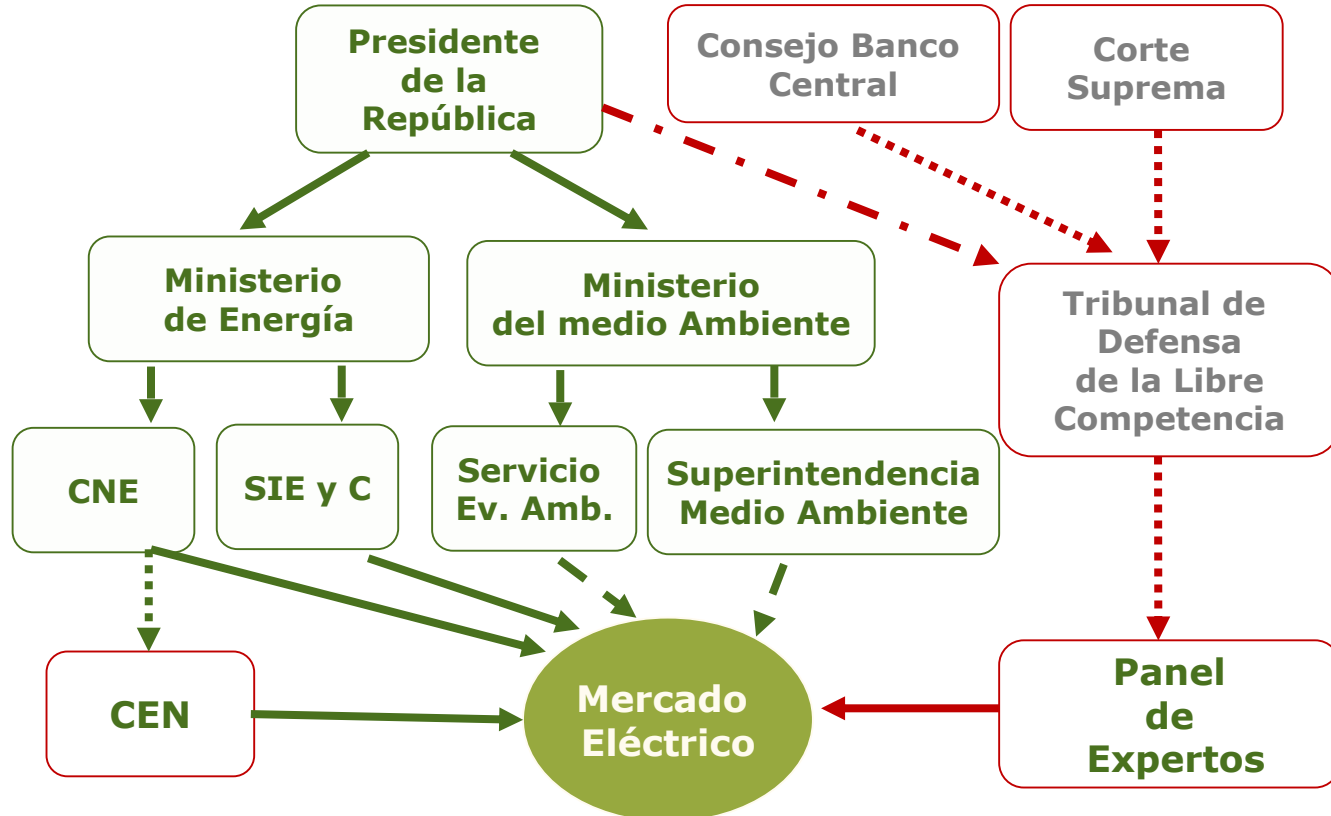 Presidente
de la
República
Consejo Banco
Central
Corte
Suprema
Ministerio
de Energía
Ministerio
del medio Ambiente
Tribunal de
Defensa
de la Libre
Competencia
CNE
SIE y C
Servicio
Ev. Amb.
Superintendencia
Medio Ambiente
CEN
Mercado
Eléctrico
Panel
de
Expertos